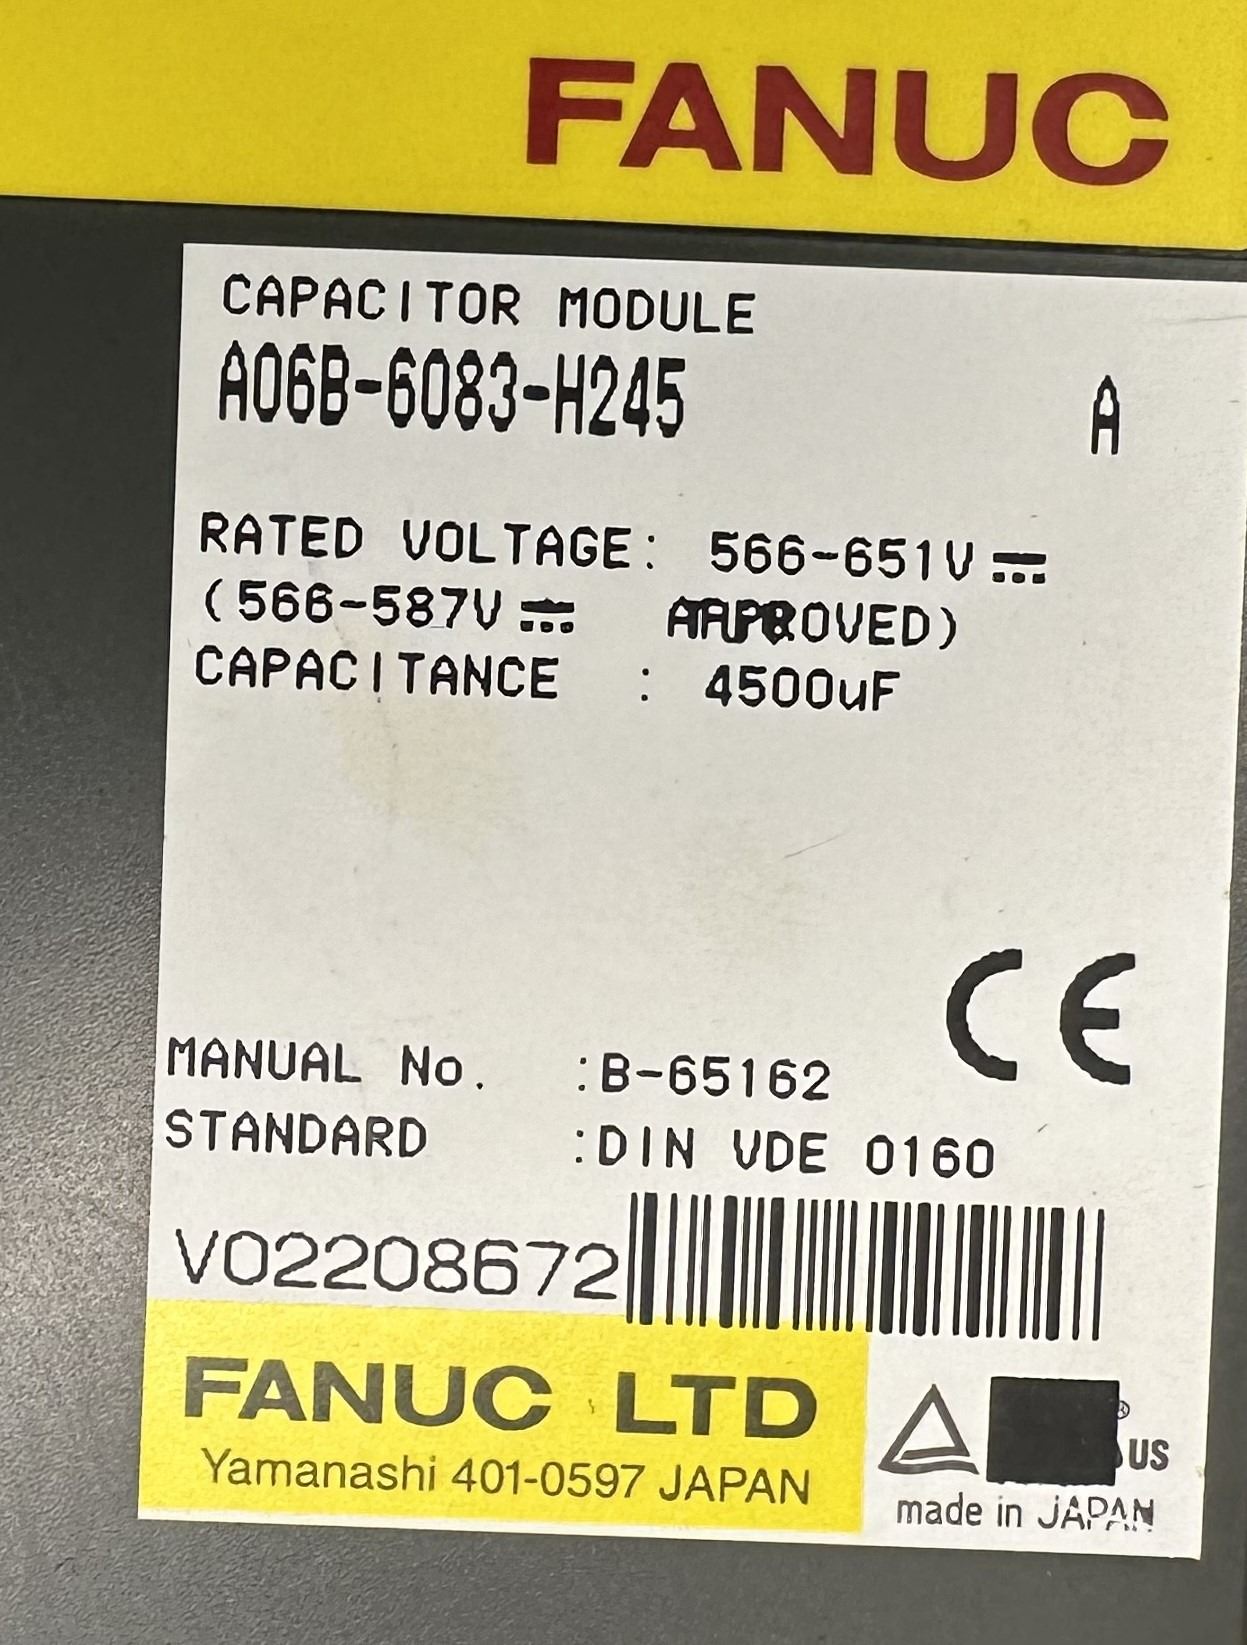 FANUC
CAPACITOR MODULE
A06B-6083-H245 A
RATED VOLTAGE: 566-651V
(566-587V )
CAPACITANCE : 4500uF
CE
MANUAL No. :B-65162
STANDARD :DIN VDE 0160
V02208672
FANUC LTD
Yamanashi 401-0597 JAPAN
® US
made in JAPAN